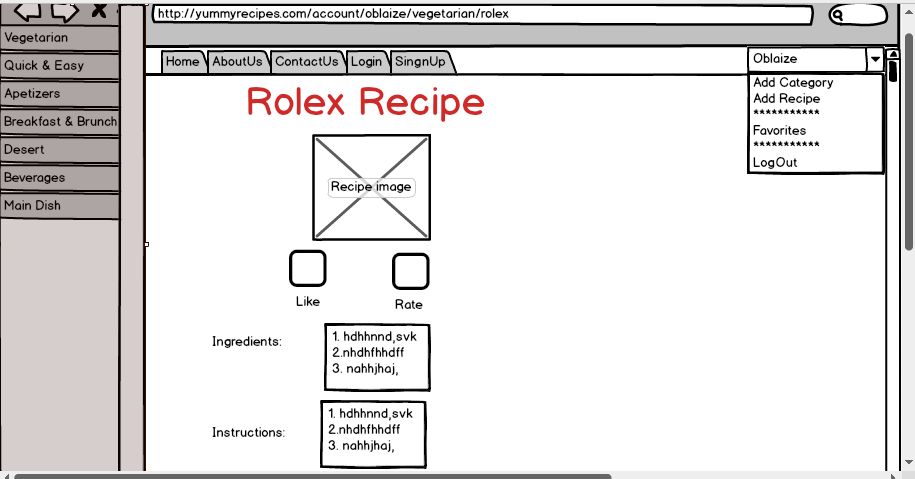 http://yummyrecipes.com/account/oblaize/vegetarian/rolex
Vegetarian
Quick & Easy
Apetizers
Breakfast & Brunch
Desert
Beverages
Main Dish
Home
AboutUs
ContactUs
Login
SingnUp
Oblaize
Add Category
Add Recipe
***********
Favorites
***********
LogOut
Rolex Recipe
Recipe image
Like
Rate
Ingredients:
1. hdhhnnd,svk
2.nhdhfhhdff
3. nahhjhaj,
Instructions:
1. hdhhnnd,svk
2.nhdhfhhdff
3. nahhjhaj,